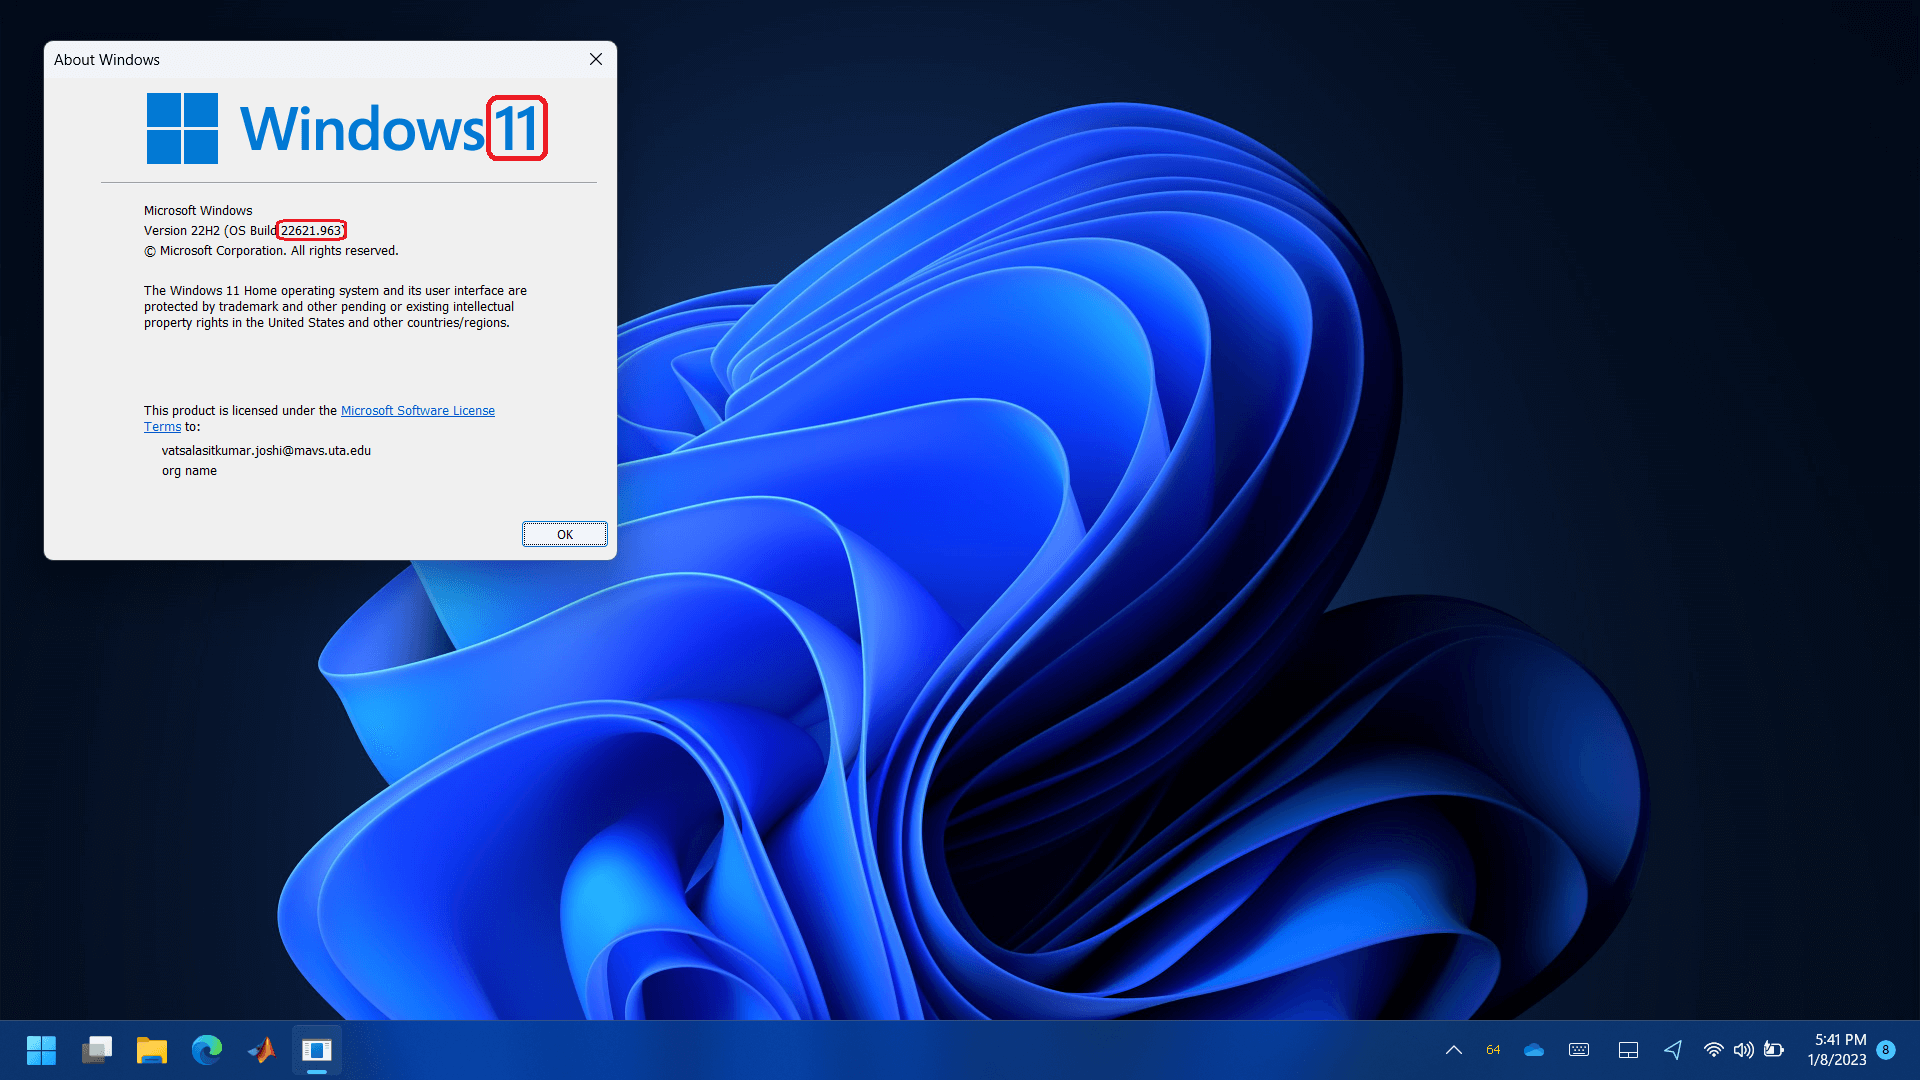 About Windows
Windows 11
Microsoft Windows
Version 22H2 (OS Build 22621.963)
© Microsoft Corporation. All rights reserved.
The Windows 11 Home operating system and its user interface are
protected by trademark and other pending or existing intellectual
property rights in the United States and other countries/regions.
This product is licensed under the Microsoft Software License
Terms to:
vatsalasitkumar.joshi@mavs.uta.edu
org name
OK
64
5:41 PM
1/8/2023
8